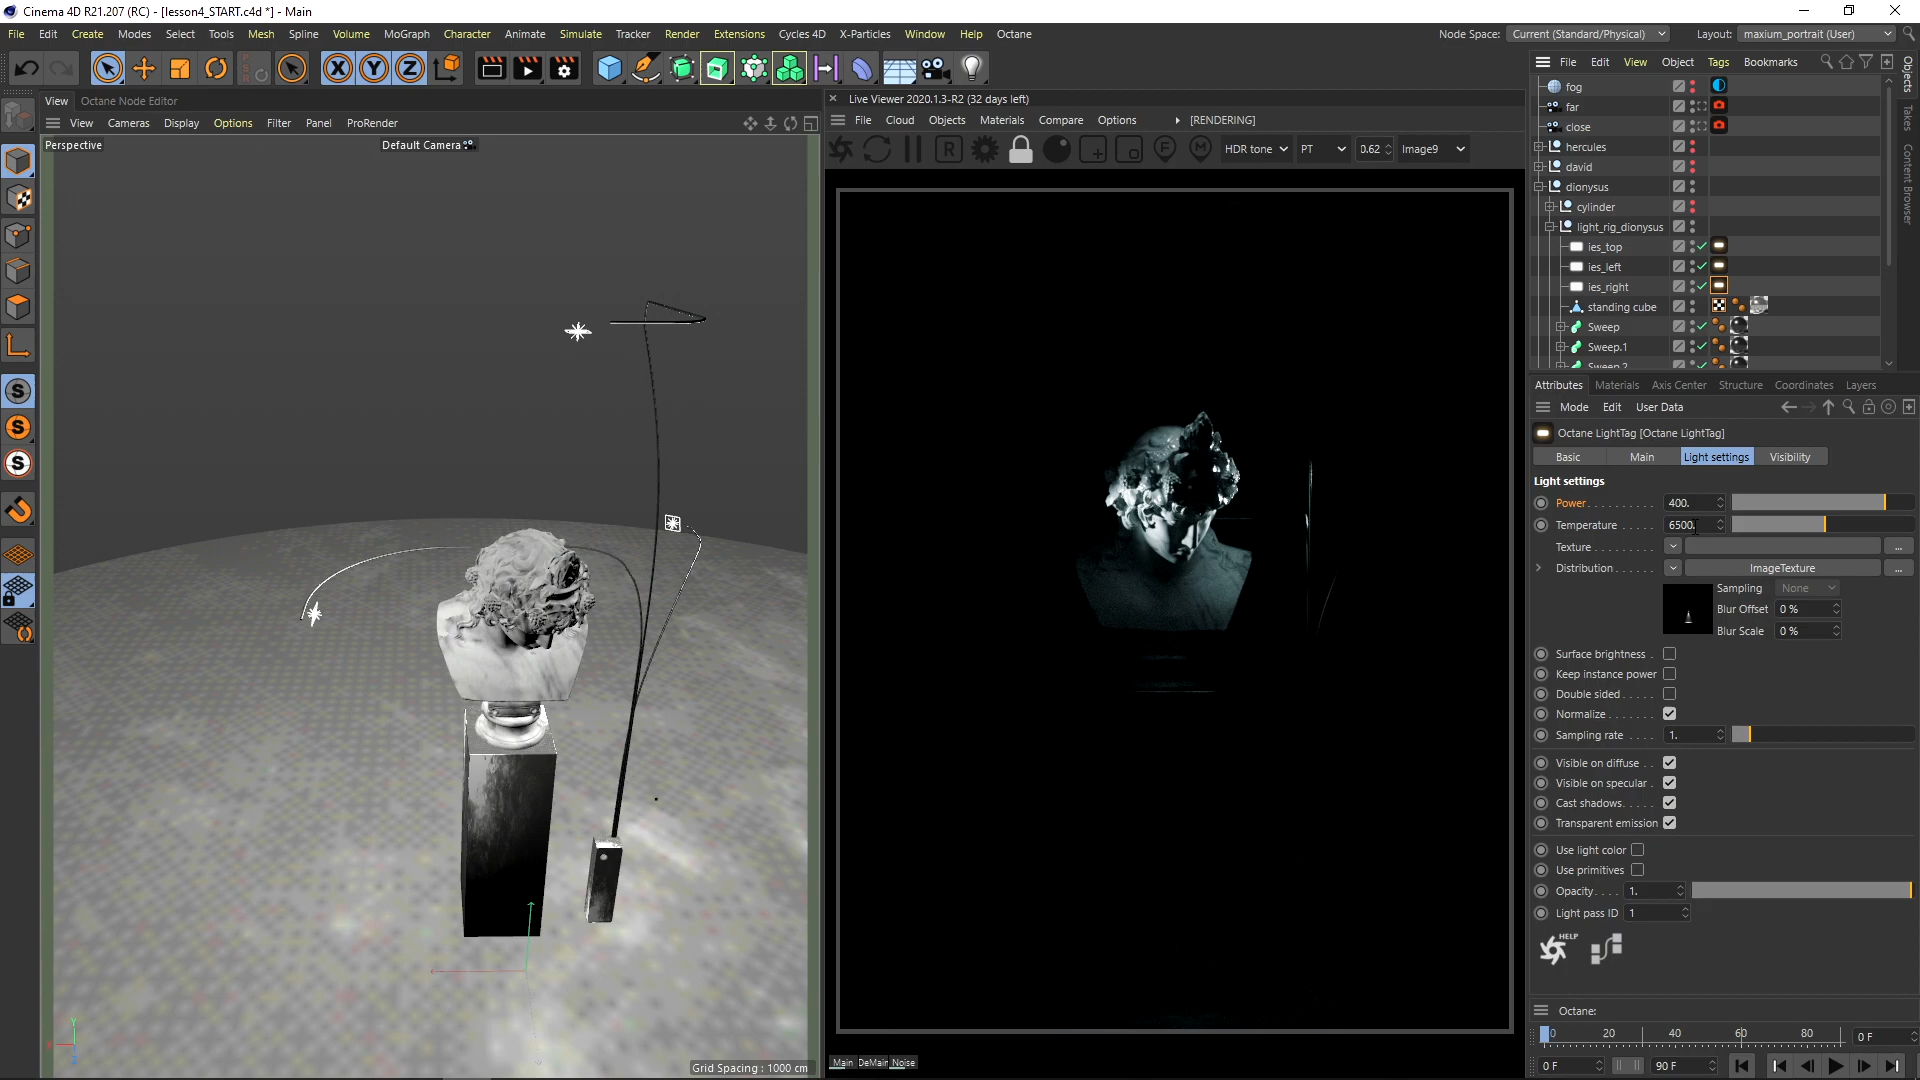 Cinema 4D R21.207 (RC) - [lesson4_START.c4d *] - Main
File Edit Create Modes Select Tools Mesh Spline Volume MoGraph Character Animate Simulate Tracker Render Extensions Cycles 4D X-Particles Window Help Octane
Node Space: Current (Standard/Physical) Layout: maxium_portrait (User)
X Y Z
View Octane Node Editor
View Cameras Display Options Filter Panel ProRender
Perspective Default Camera
Grid Spacing : 1000 cm
Live Viewer 2020.1.3-R2 (32 days left)
File Cloud Objects Materials Compare Options [RENDERING]
HDR tone PT 0.62 Image9
Main DeMain Noise
File Edit View Object Tags Bookmarks
Objects
Takes
Content Browser
fog
far
close
hercules
david
dionysus
cylinder
light_rig_dionysus
ies_top
ies_left
ies_right
standing cube
Sweep
Sweep.1
Sweep.2
Attributes Materials Axis Center Structure Coordinates Layers
Mode Edit User Data
Octane LightTag [Octane LightTag]
Basic Main Light settings Visibility
Light settings
Power 400.
Temperature 6500.
Texture ...
Distribution ImageTexture ...
Sampling None
Blur Offset 0 %
Blur Scale 0 %
Surface brightness
Keep instance power
Double sided
Normalize
Sampling rate 1.
Visible on diffuse
Visible on specular
Cast shadows
Transparent emission
Use light color
Use primitives
Opacity 1.
Light pass ID 1
HELP
Octane:
0 20 40 60 80 0 F
0 F 90 F